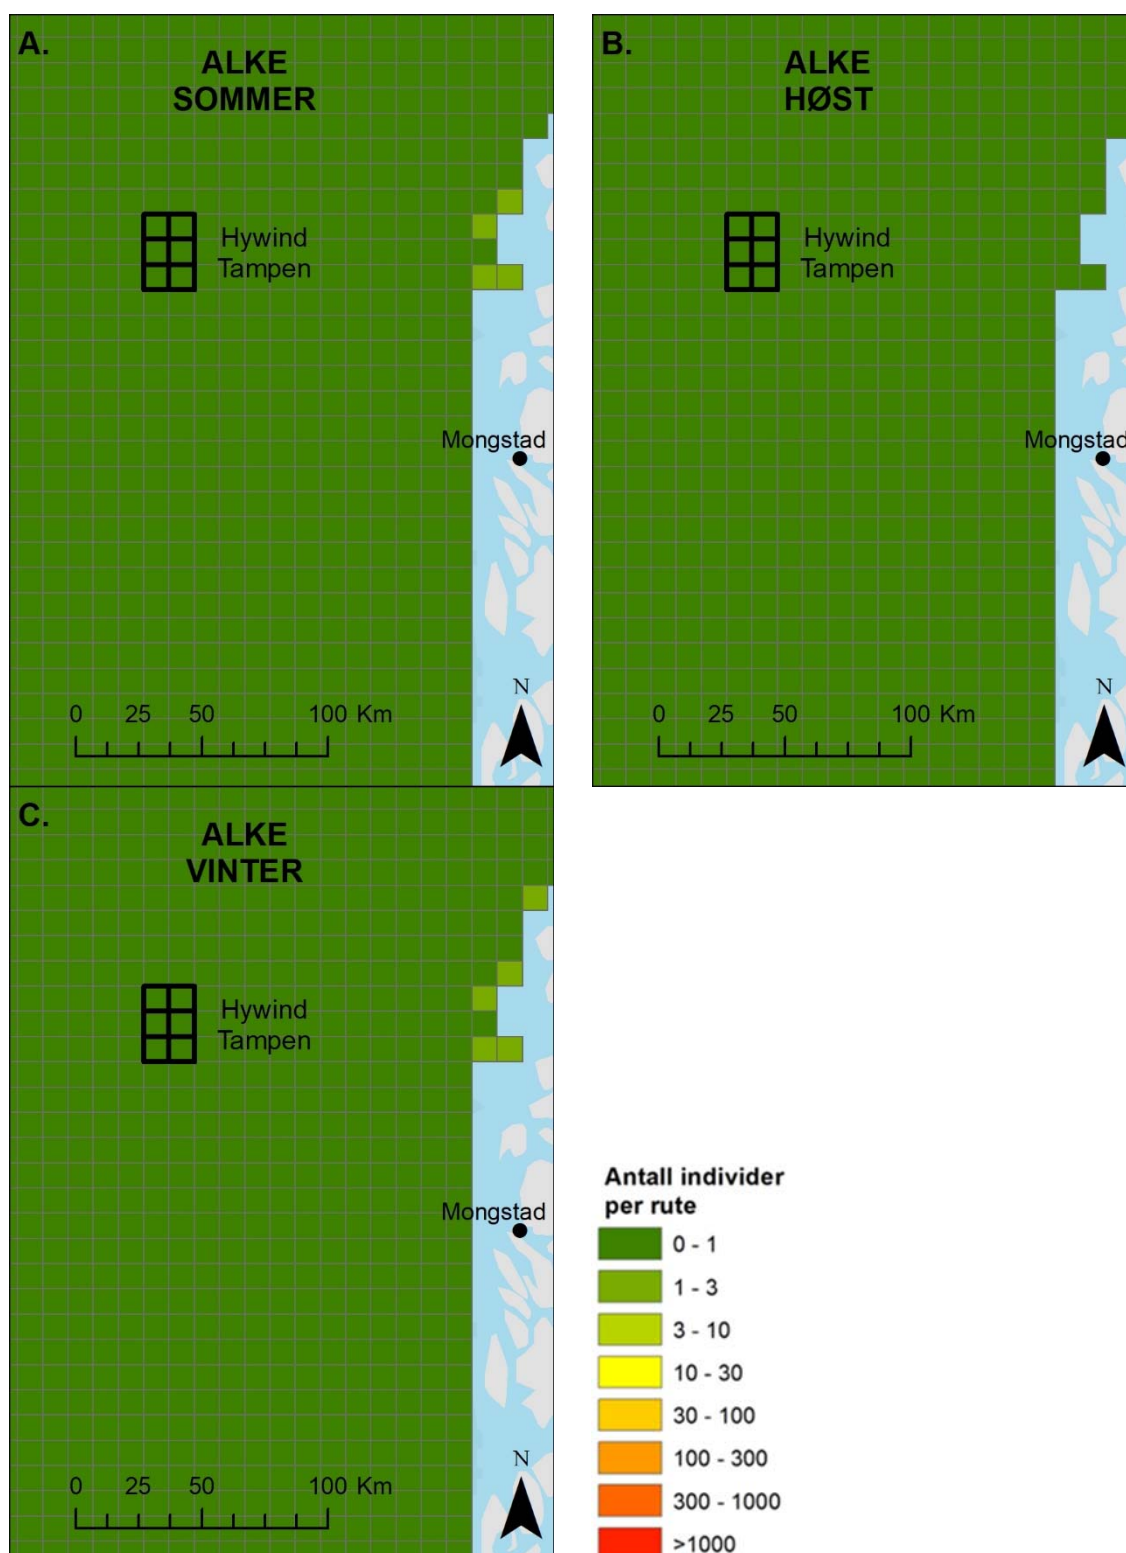 A.
ALKE
SOMMER
Hywind
Tampen
Mongstad
N
0 25 50 100 Km
B.
ALKE
HØST
Hywind
Tampen
Mongstad
N
0 25 50 100 Km
C.
ALKE
VINTER
Hywind
Tampen
Mongstad
N
0 25 50 100 Km
Antall individer
per rute
0 - 1
1 - 3
3 - 10
10 - 30
30 - 100
100 - 300
300 - 1000
>1000